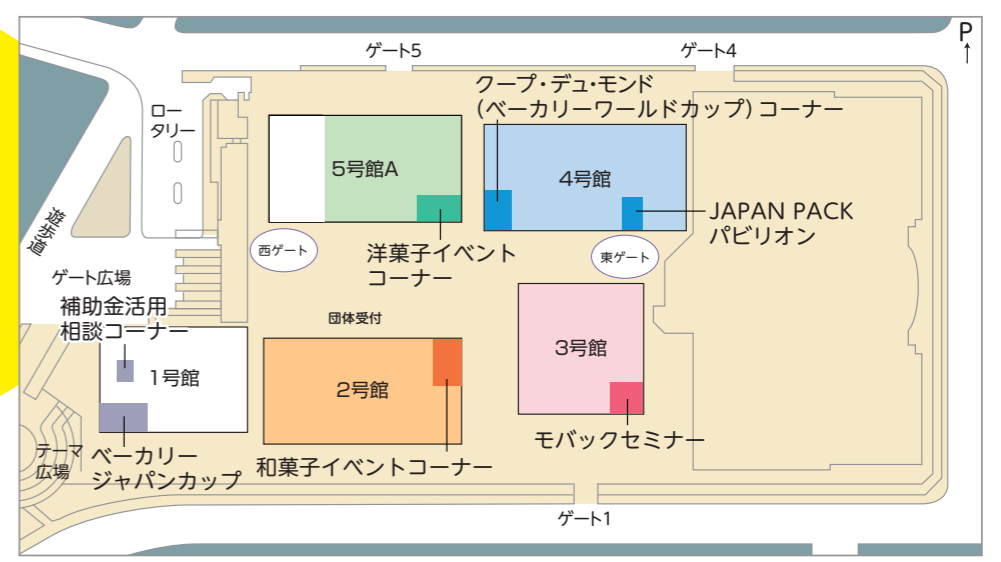 P
↑
ゲート5
ゲート4
クープ・デュ・モンド
(ベーカリーワールドカップ) コーナー
ロー
タリー
5号館A
4号館
JAPAN PACK
パビリオン
遊歩道
西ゲート
洋菓子イベント
コーナー
東ゲート
ゲート広場
補助金活用
相談コーナー
団体受付
1号館
2号館
3号館
モバックセミナー
テーマ
広場
ベーカリー
ジャパンカップ
和菓子イベントコーナー
ゲート1